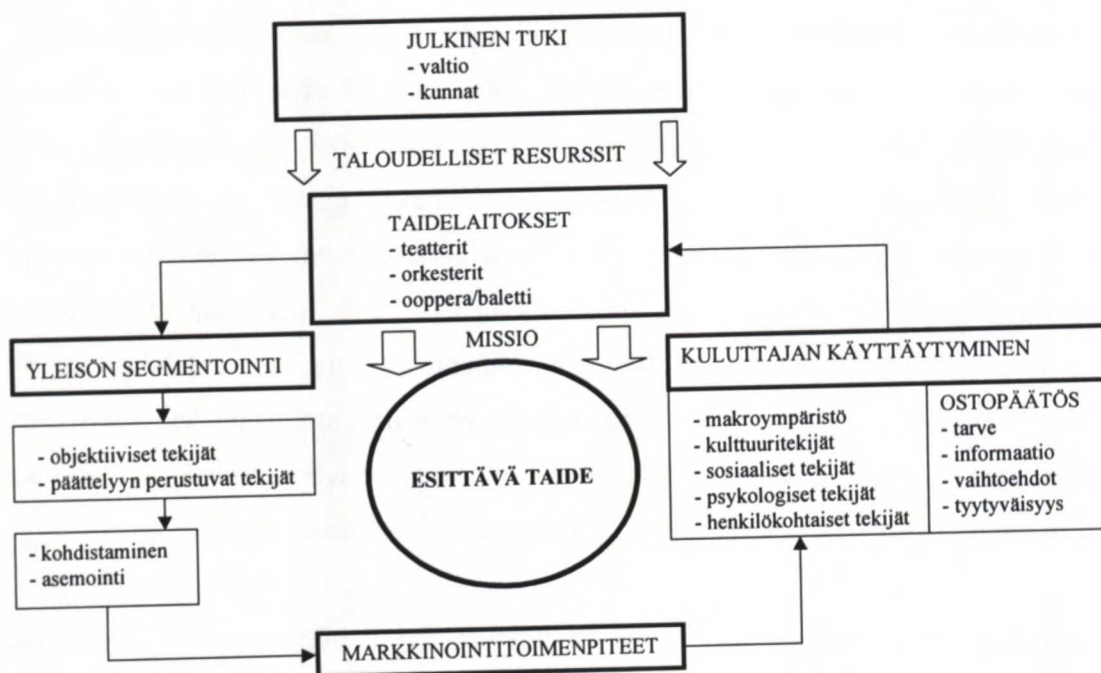 JULKINEN TUKI
- valtio
- kunnat
TALOUDELLISET RESURSSIT
TAIDELAITOKSET
- teatterit
- orkesterit
- ooppera/baletti
MISSIO
YLEISÖN SEGMENTOINTI
- objektiiviset tekijät
- päättelyyn perustuvat tekijät
- kohdistaminen
- asemointi
ESITTÄVÄ TAIDE
KULUTTAJAN KÄYTTÄYTYMINEN
- makroympäristö
- kulttuuritekijät
- sosiaaliset tekijät
- psykologiset tekijät
- henkilökohtaiset tekijät
OSTOPÄÄTÖS
- tarve
- informaatio
- vaihtoehdot
- tyytyväisyys
MARKKINOINTITOIMENPITEET